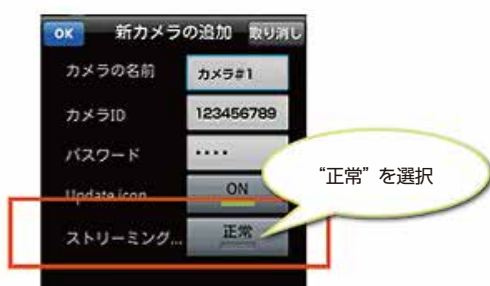 OK 新カメラの追加 取り消し
カメラの名前 カメラ#1
カメラID 123456789
パスワード ••••
Update icon ON
ストリーミング... 正常
“正常”を選択